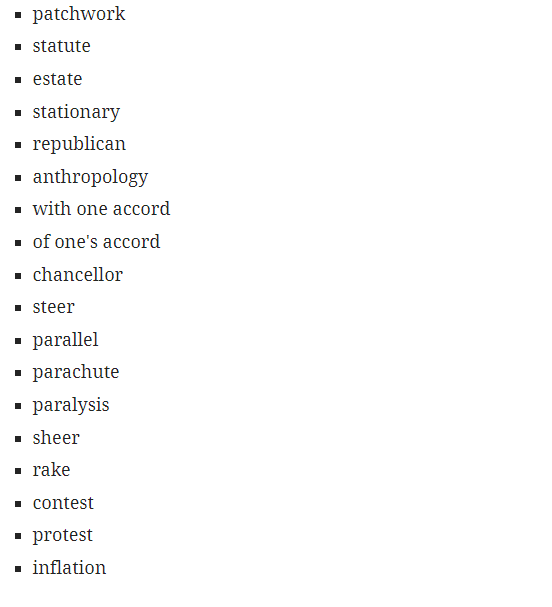 ▪ patchwork
▪ statute
▪ estate
▪ stationary
▪ republican
▪ anthropology
▪ with one accord
▪ of one's accord
▪ chancellor
▪ steer
▪ parallel
▪ parachute
▪ paralysis
▪ sheer
▪ rake
▪ contest
▪ protest
▪ inflation